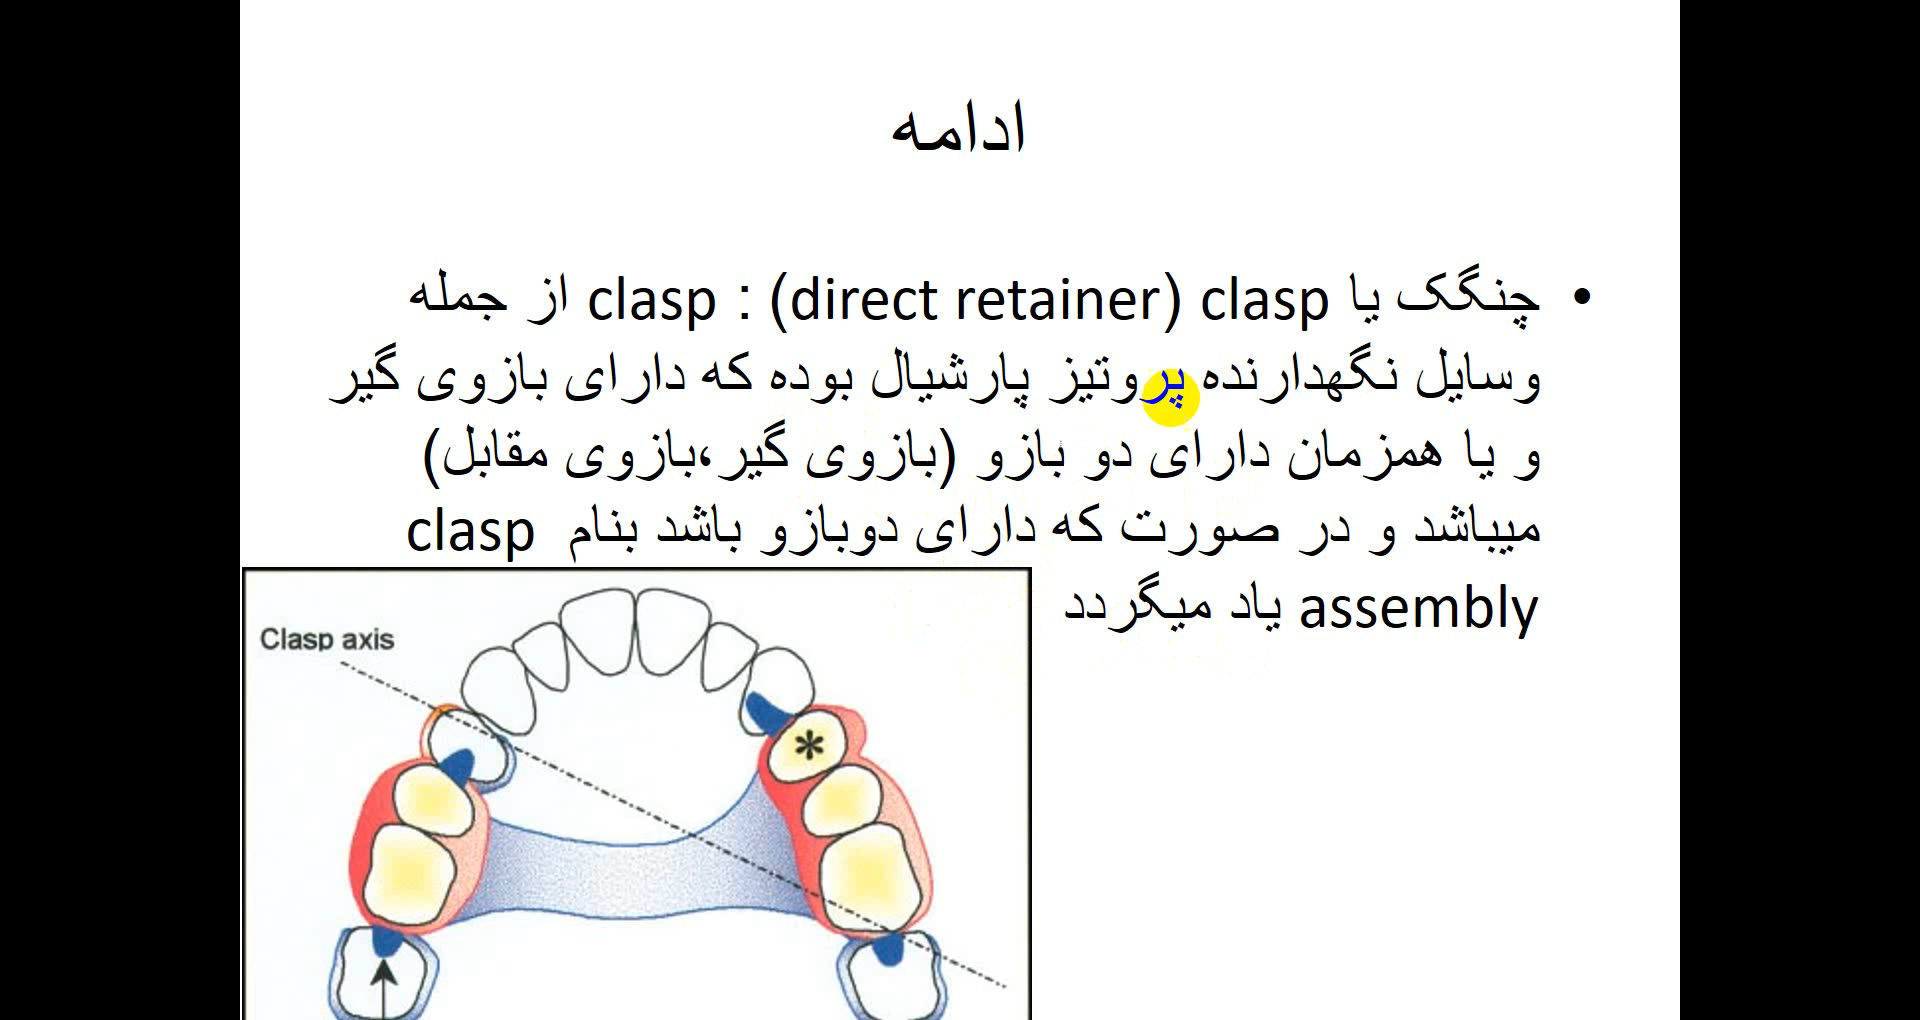 ادامه
• چنگک یا clasp (direct retainer) : clasp از جمله
وسایل نگهدارنده پروتیز پارشیال بوده که دارای بازوی گیر
و یا همزمان دارای دو بازو (بازوی گیر،بازوی مقابل)
میباشد و در صورت که دارای دوبازو باشد بنام clasp
assembly یاد میگردد
Clasp axis
*